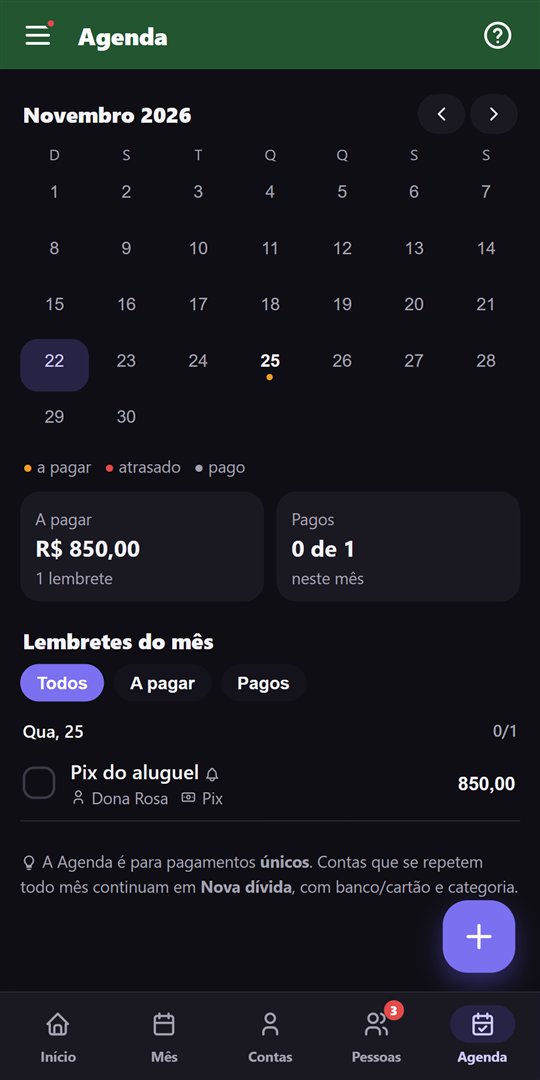 Agenda
Novembro 2026
D S T Q Q S S
1 2 3 4 5 6 7
8 9 10 11 12 13 14
15 16 17 18 19 20 21
22 23 24 25 26 27 28
29 30
a pagar atrasado pago
A pagar
R$ 850,00
1 lembrete
Pagos
0 de 1
neste mês
Lembretes do mês
Todos A pagar Pagos
Qua, 25 0/1
Pix do aluguel
850,00
Dona Rosa Pix
A Agenda é para pagamentos únicos. Contas que se repetem
todo mês continuam em Nova dívida, com banco/cartão e categoria.
3
Início Mês Contas Pessoas Agenda